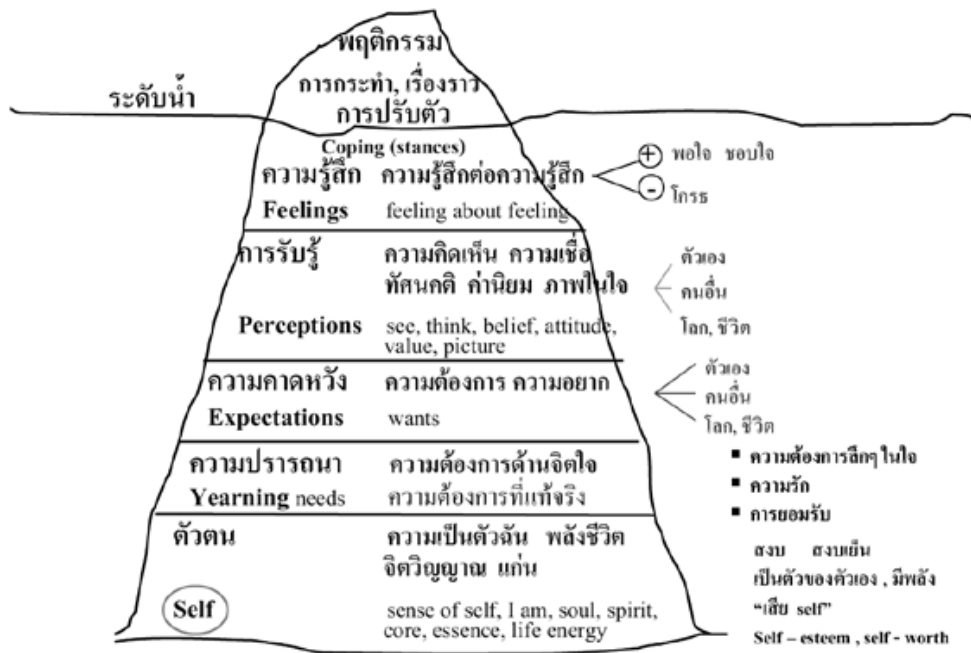 พฤติกรรม
การกระทำ, เรื่องราว
ระดับน้ำ
การปรับตัว
Coping (stances)
ความรู้สึก ความรู้สึกต่อความรู้สึก
Feelings feeling about feeling
+ พอใจ ชอบใจ
- โกรธ
การรับรู้ ความคิดเห็น ความเชื่อ
ทัศนคติ ค่านิยม ภาพในใจ
Perceptions see, think, belief, attitude,
value, picture
ตัวเอง
คนอื่น
โลก, ชีวิต
ความคาดหวัง ความต้องการ ความอยาก
Expectations wants
ตัวเอง
คนอื่น
โลก, ชีวิต
ความปรารถนา ความต้องการด้านจิตใจ
Yearning needs ความต้องการที่แท้จริง
▪ ความต้องการลึกๆ ในใจ
▪ ความรัก
▪ การยอมรับ
ตัวตน ความเป็นตัวฉัน พลังชีวิต
จิตวิญญาณ แก่น
Self sense of self, I am, soul, spirit,
core, essence, life energy
สงบ สงบเย็น
เป็นตัวของตัวเอง , มีพลัง
“เสีย self”
Self – esteem , self - worth